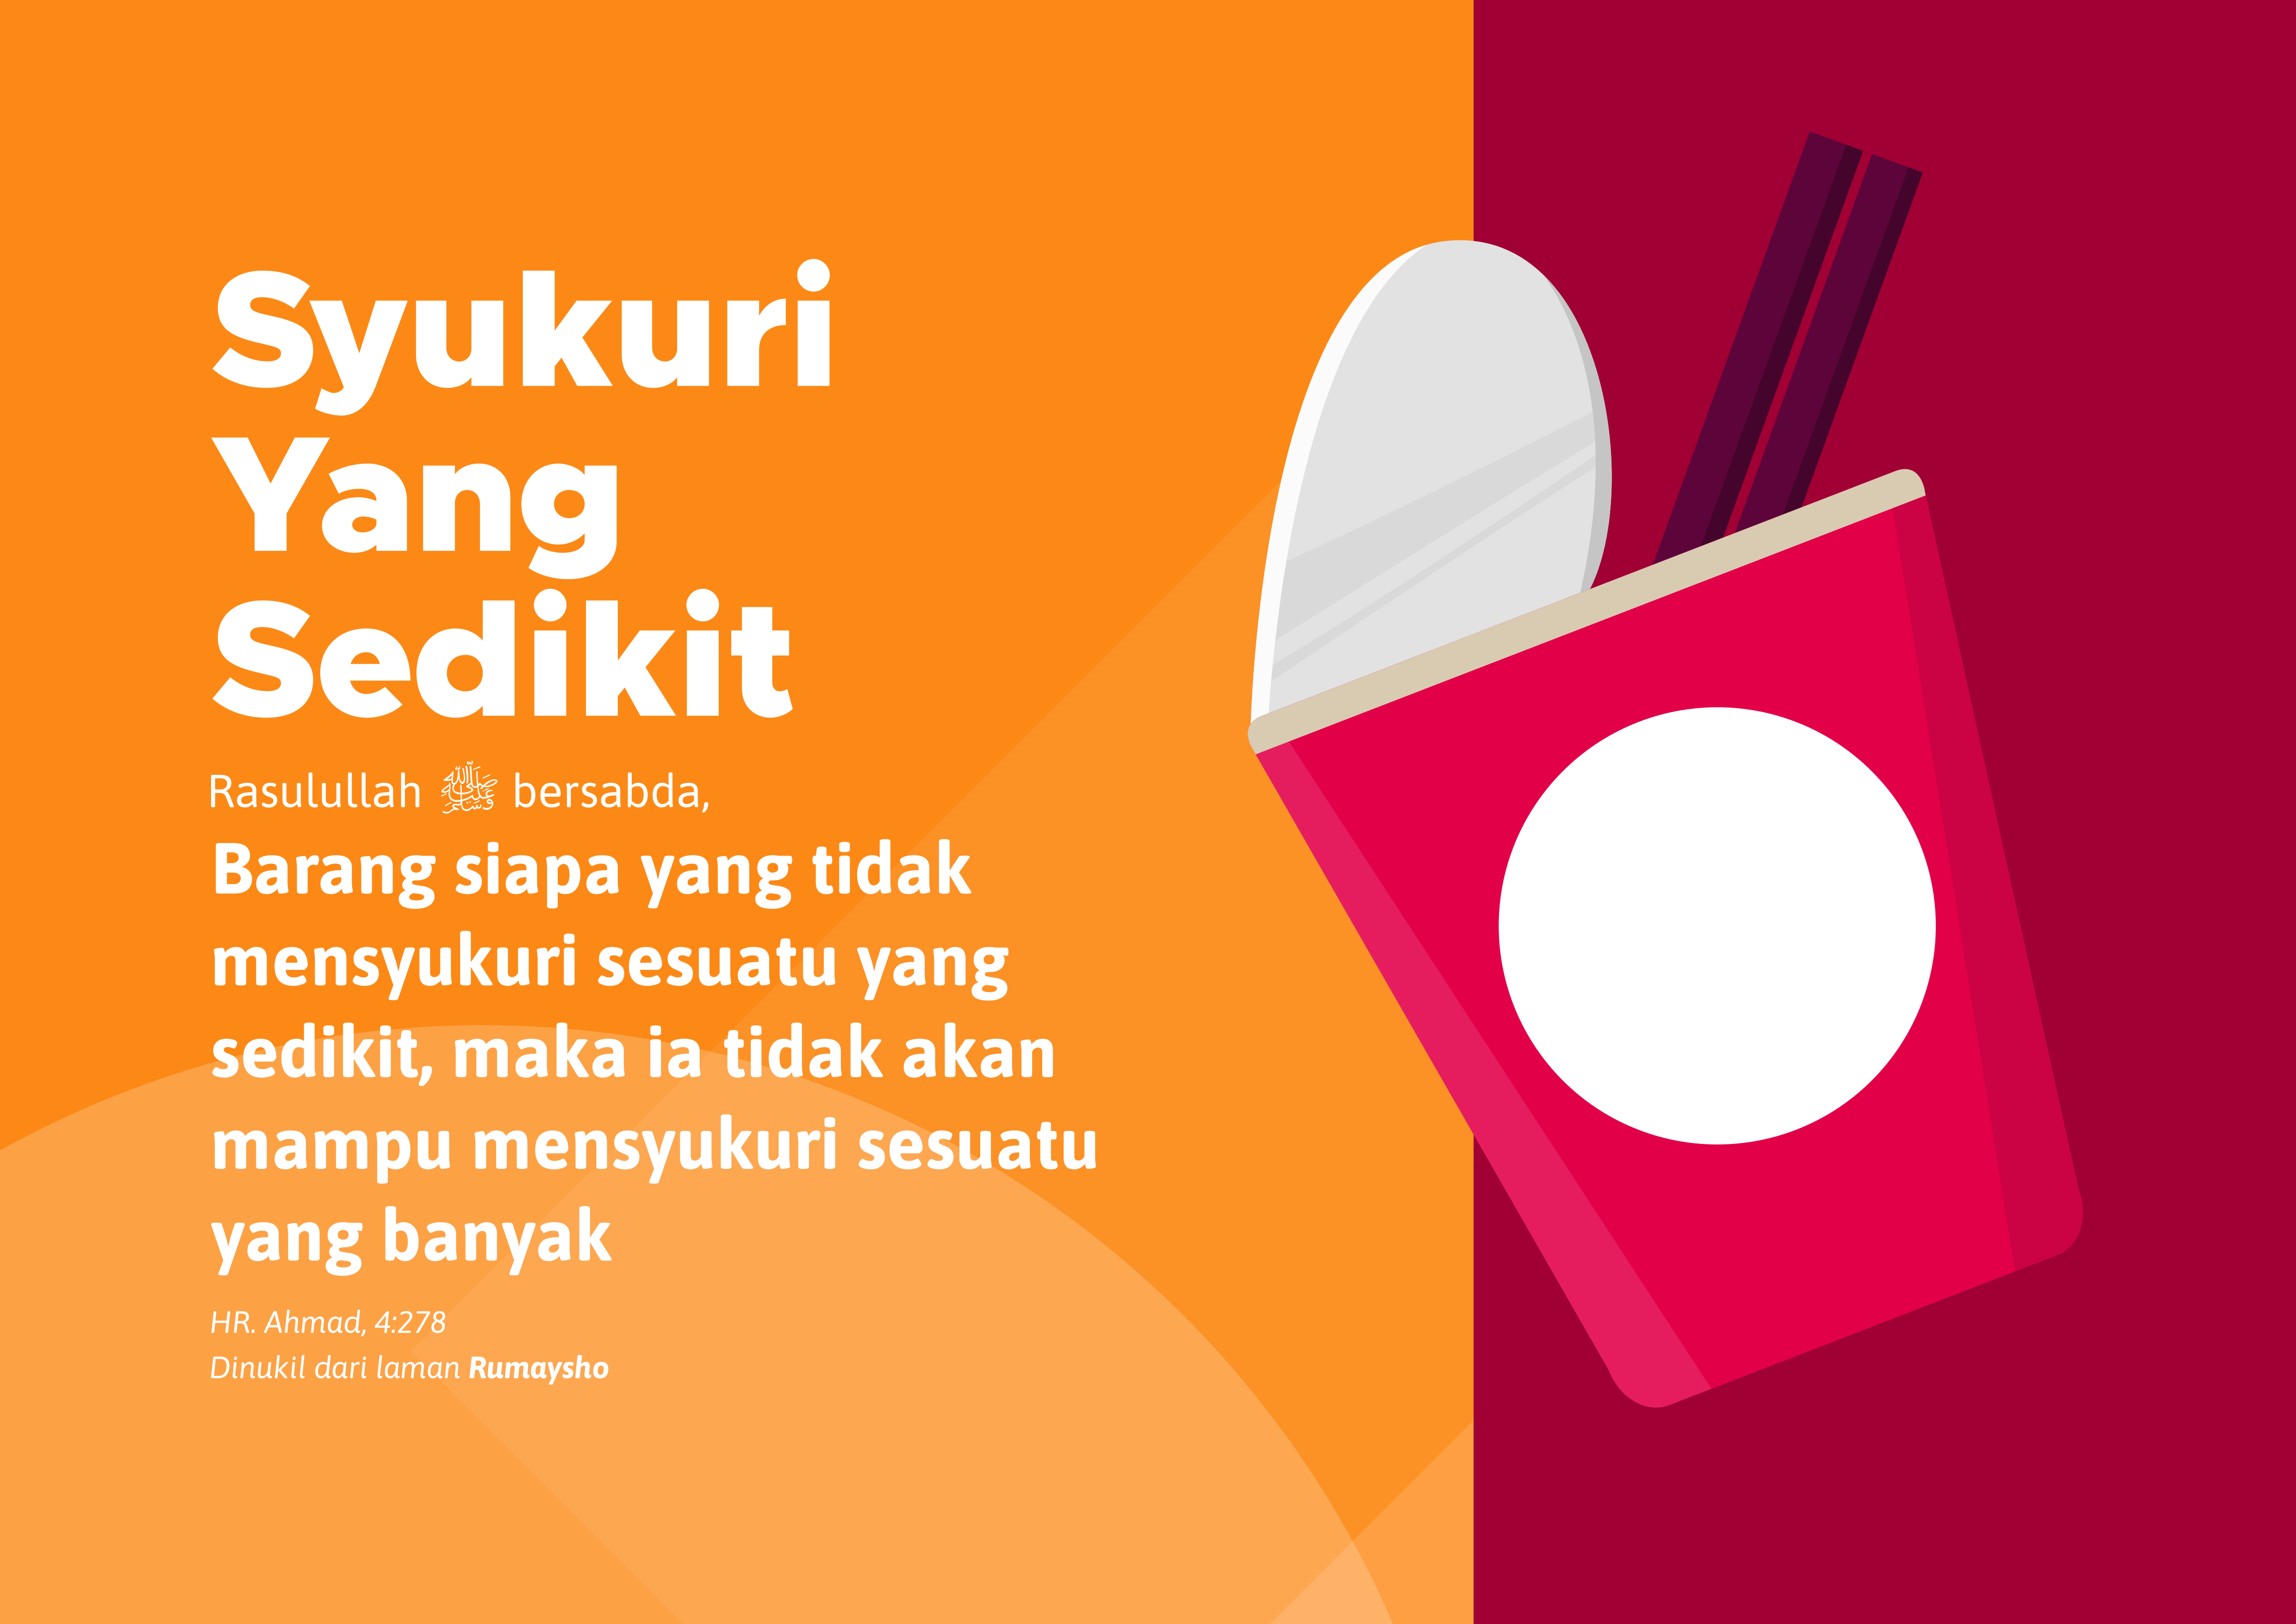 Syukuri
Yang
Sedikit
Rasulullah ﷺ bersabda,
Barang siapa yang tidak
mensyukuri sesuatu yang
sedikit, maka ia tidak akan
mampu mensyukuri sesuatu
yang banyak
HR. Ahmad, 4:278
Dinukil dari laman Rumaysho